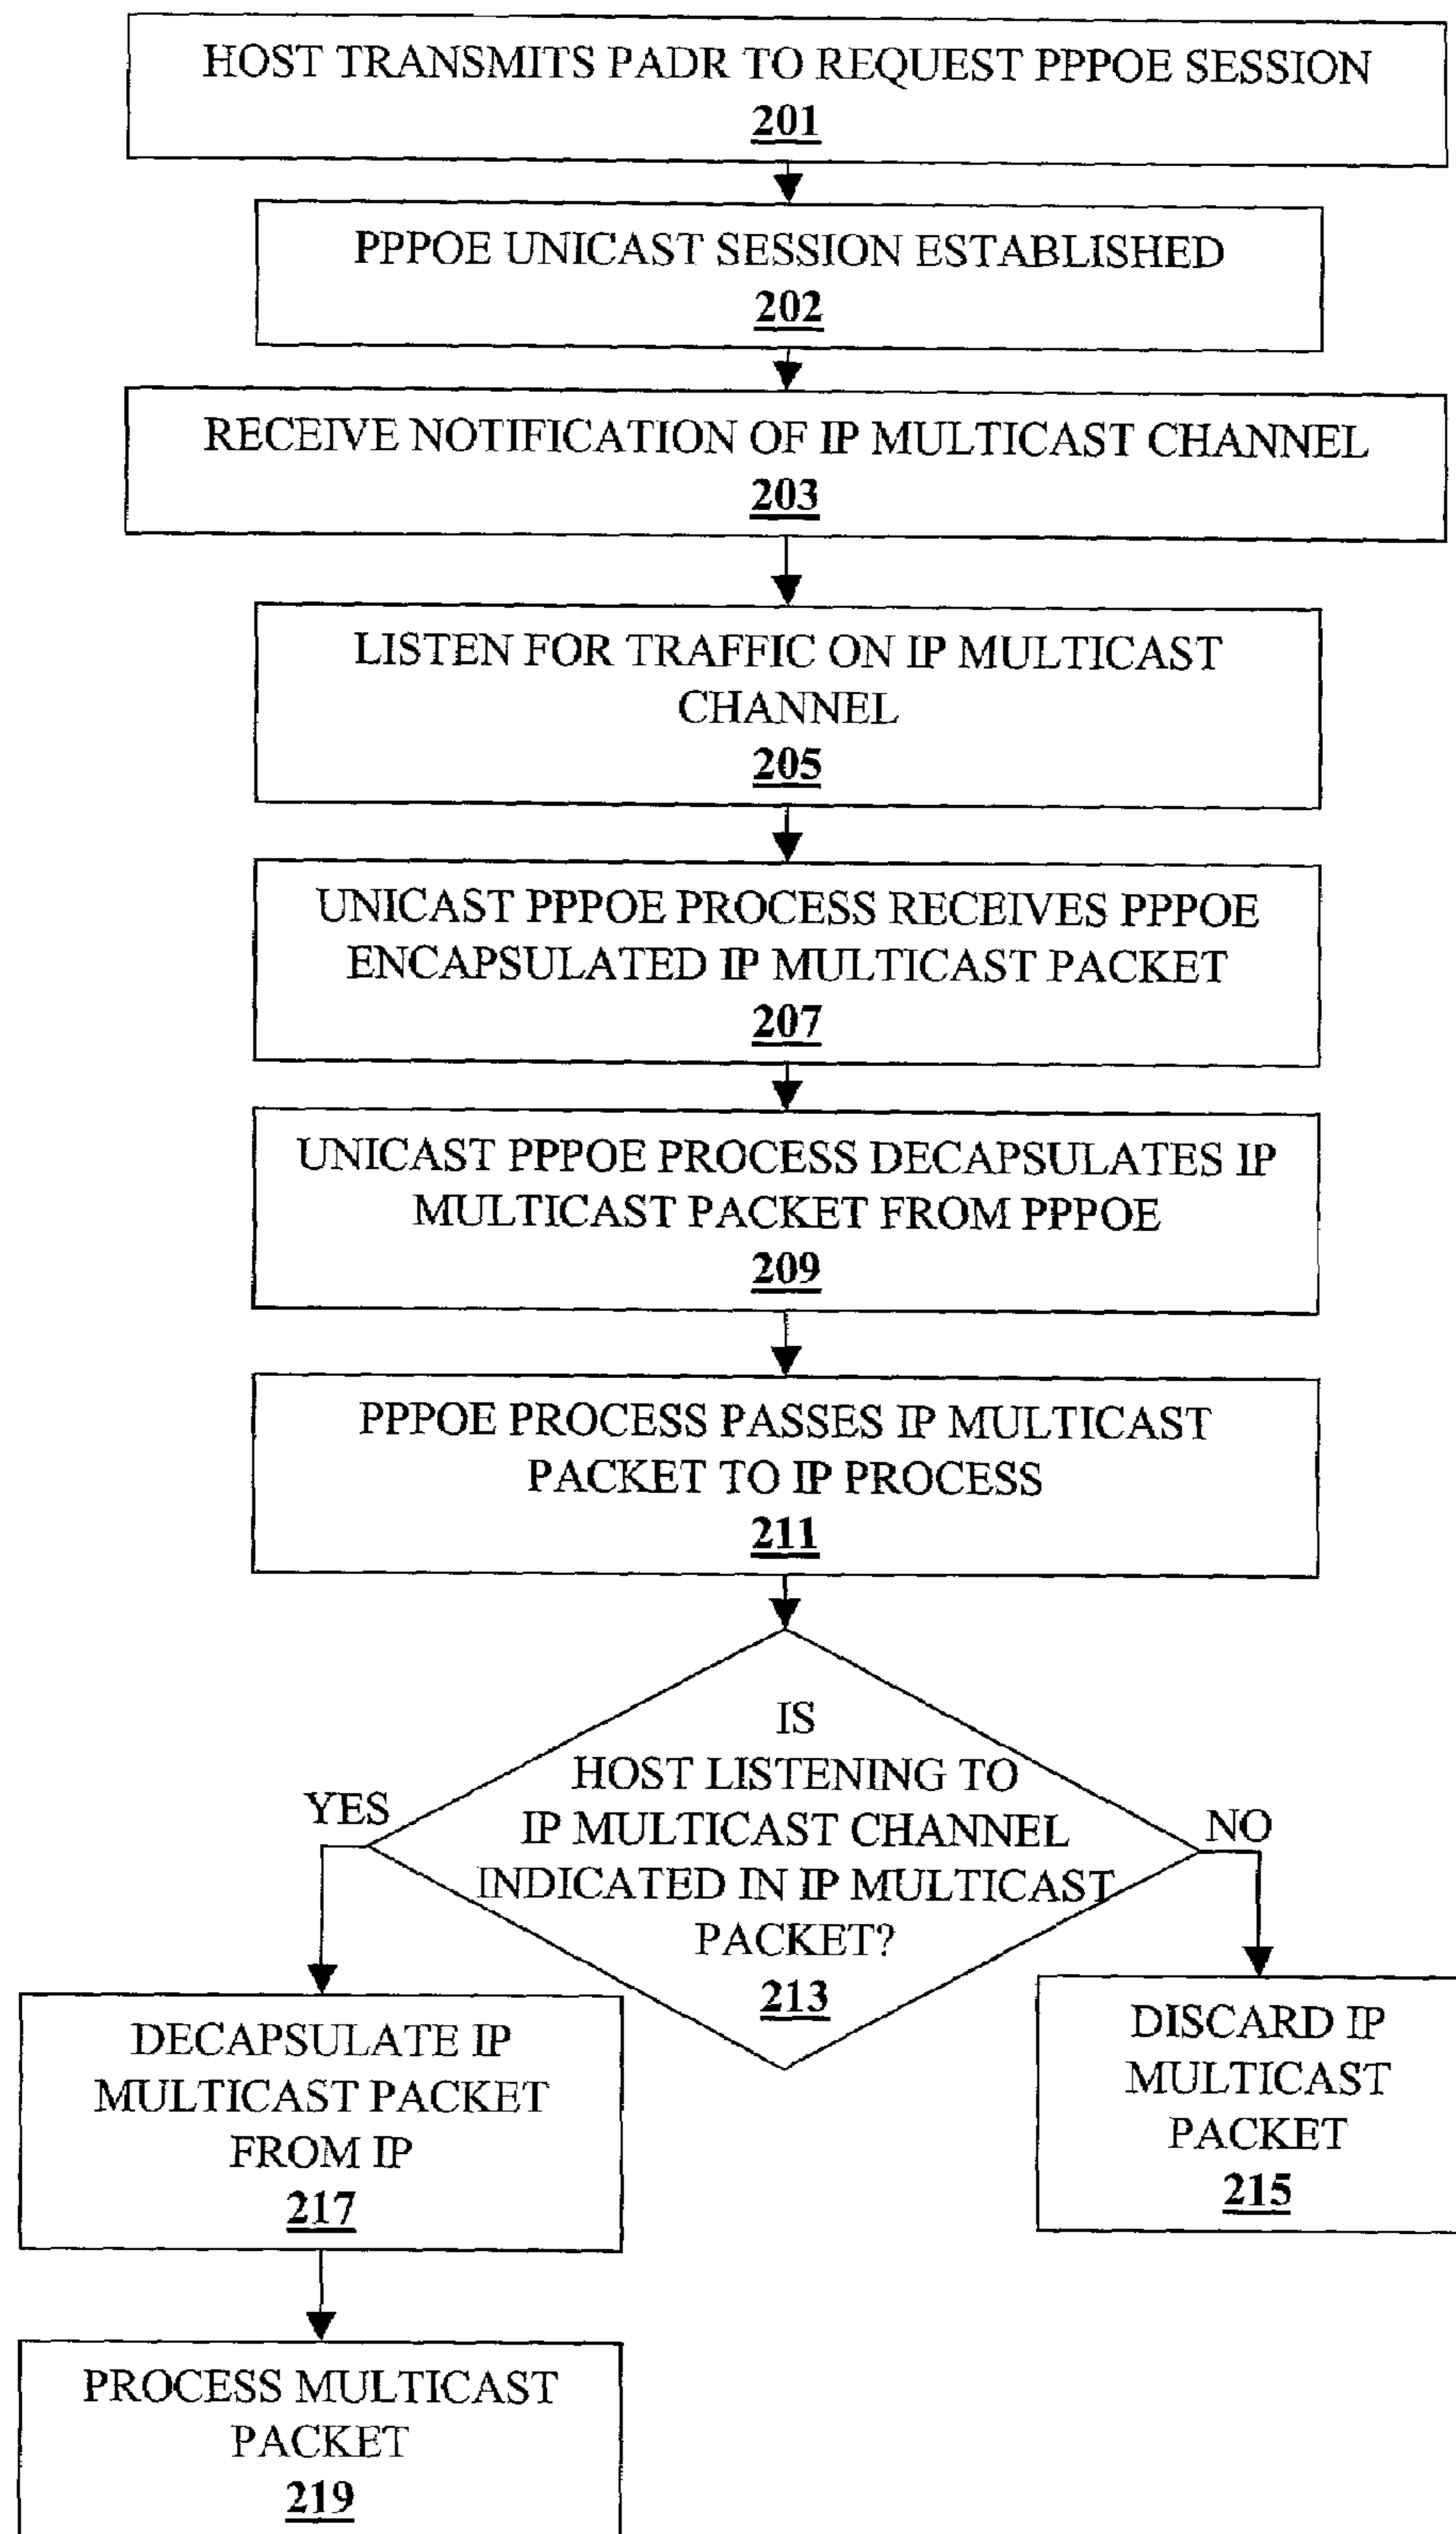 HOST TRANSMITS PADR TO REQUEST PPPOE SESSION
201
PPPOE UNICAST SESSION ESTABLISHED
202
RECEIVE NOTIFICATION OF IP MULTICAST CHANNEL
203
LISTEN FOR TRAFFIC ON IP MULTICAST
CHANNEL
205
UNICAST PPPOE PROCESS RECEIVES PPPOE
ENCAPSULATED IP MULTICAST PACKET
207
UNICAST PPPOE PROCESS DECAPSULATES IP
MULTICAST PACKET FROM PPPOE
209
PPPOE PROCESS PASSES IP MULTICAST
PACKET TO IP PROCESS
211
IS
HOST LISTENING TO
IP MULTICAST CHANNEL
INDICATED IN IP MULTICAST
PACKET?
213
YES
NO
DECAPSULATE IP
MULTICAST PACKET
FROM IP
217
DISCARD IP
MULTICAST
PACKET
215
PROCESS MULTICAST
PACKET
219